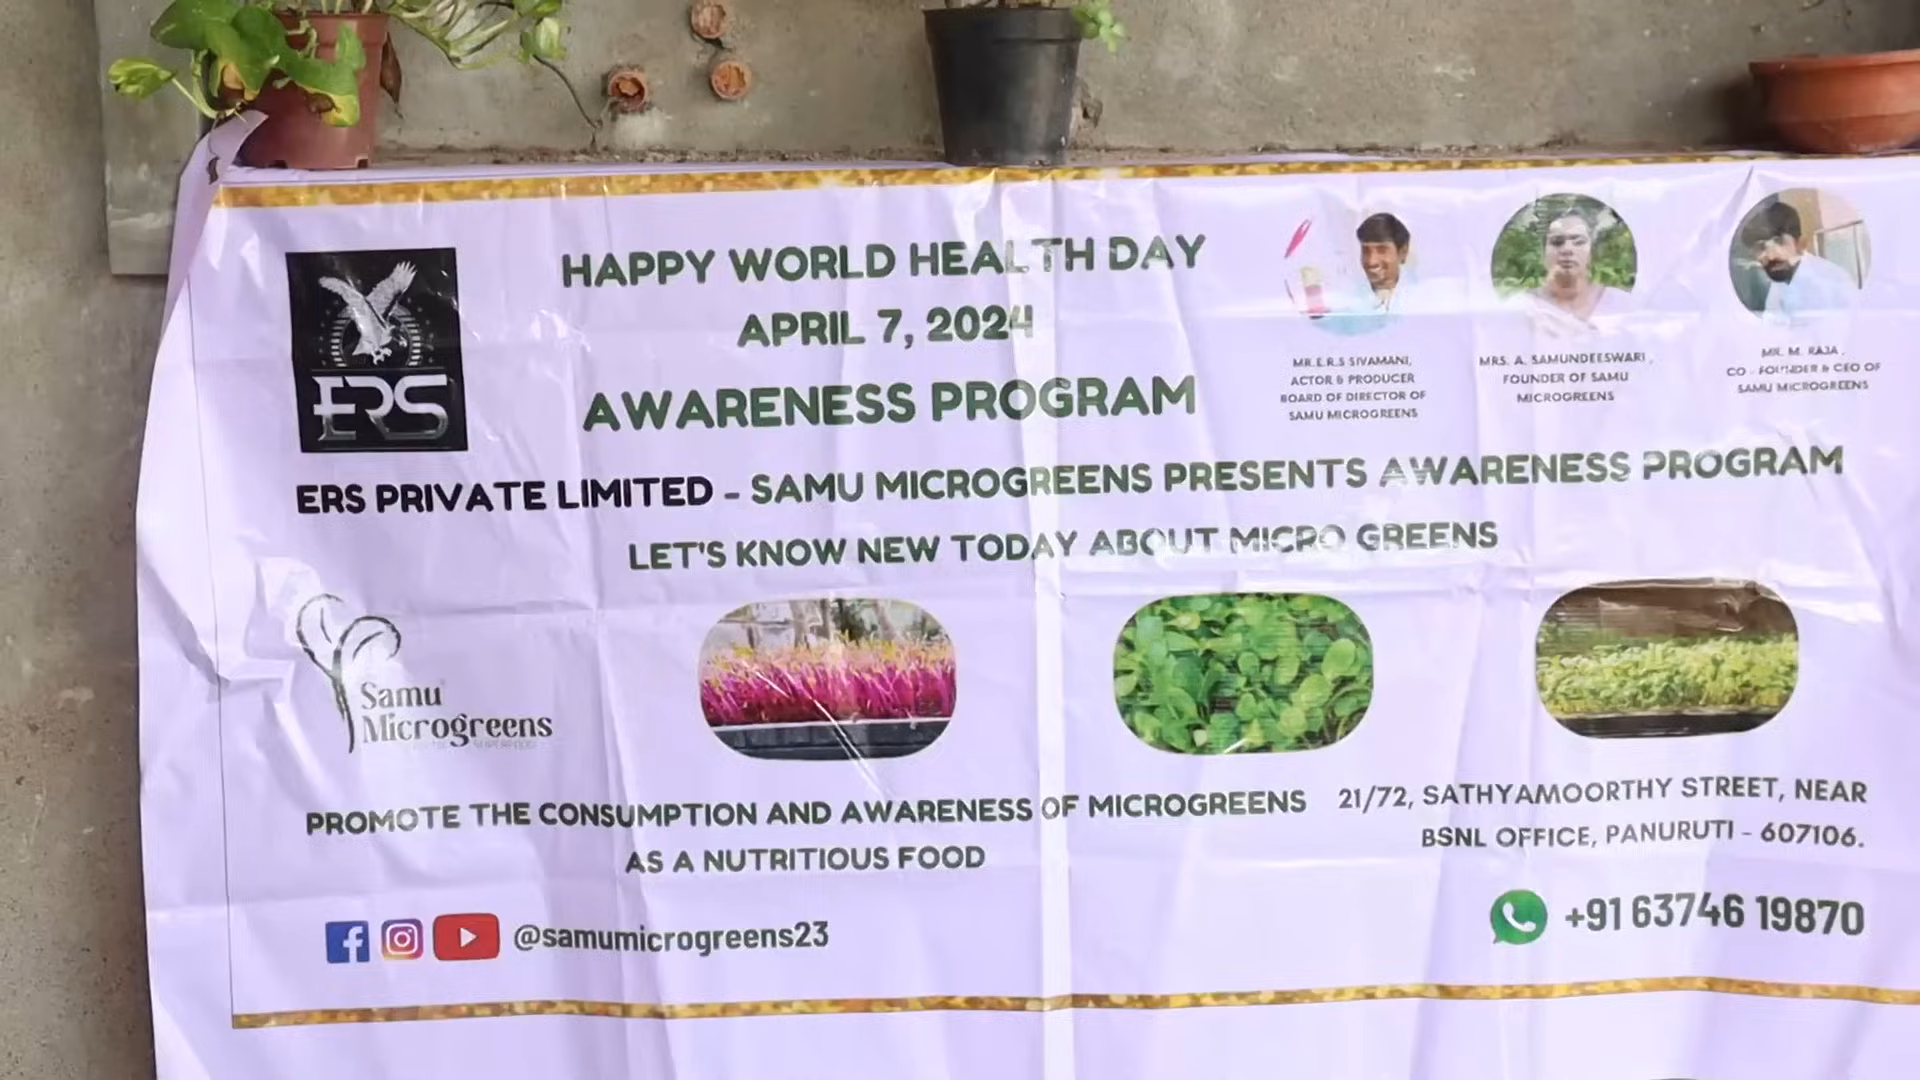 ERS
HAPPY WORLD HEALTH DAY
APRIL 7, 2024
AWARENESS PROGRAM
MR.E.R.S SIVAMANI,
ACTOR & PRODUCER
BOARD OF DIRECTOR OF
SAMU MICROGREENS
MRS. A. SAMUNDEESWARI,
FOUNDER OF SAMU
MICROGREENS
MR. M. RAJA,
CO - FOUNDER & CEO OF
SAMU MICROGREENS
ERS PRIVATE LIMITED - SAMU MICROGREENS PRESENTS AWARENESS PROGRAM
LET'S KNOW NEW TODAY ABOUT MICRO GREENS
Samu
Microgreens
PROMOTE THE CONSUMPTION AND AWARENESS OF MICROGREENS
AS A NUTRITIOUS FOOD
21/72, SATHYAMOORTHY STREET, NEAR
BSNL OFFICE, PANURUTI - 607106.
@samumicrogreens23
+91 63746 19870